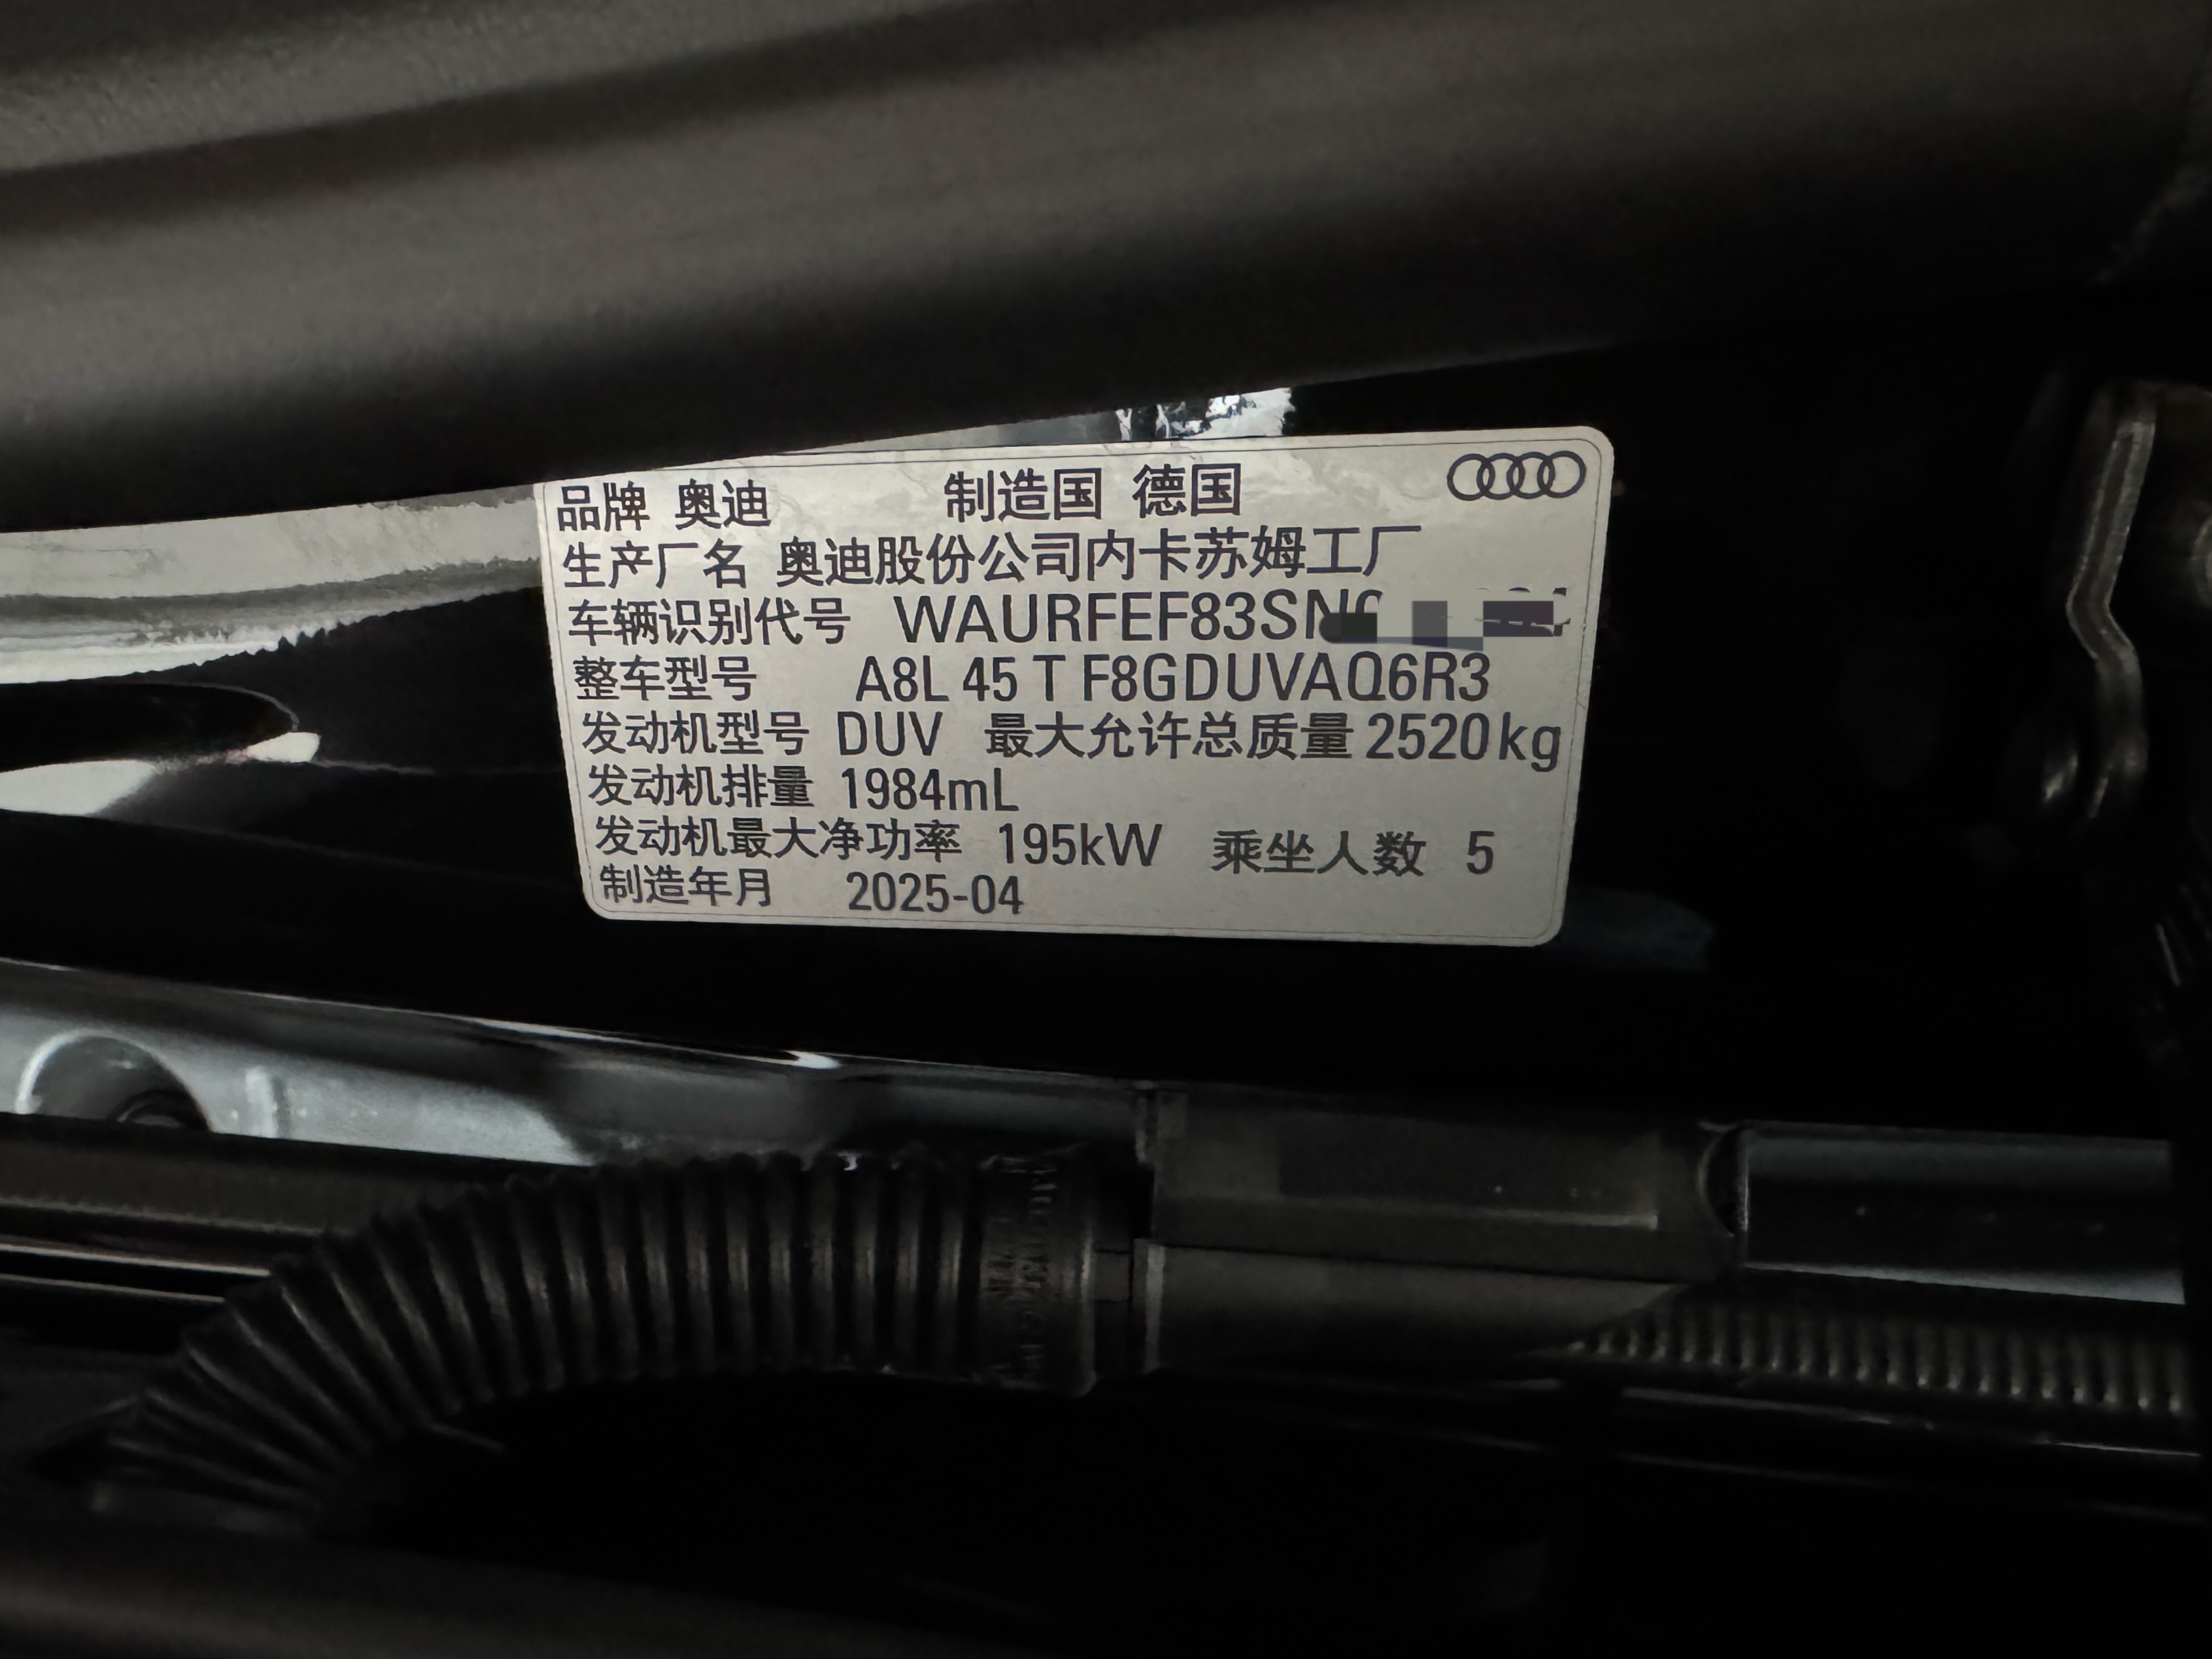 品牌 奥迪 制造国 德国
生产厂名 奥迪股份公司内卡苏姆工厂
车辆识别代号 WAURFEF83SN
整车型号 A8L 45 T F8GDUVAQ6R3
发动机型号 DUV 最大允许总质量 2520kg
发动机排量 1984mL
发动机最大净功率 195kW 乘坐人数 5
制造年月 2025-04